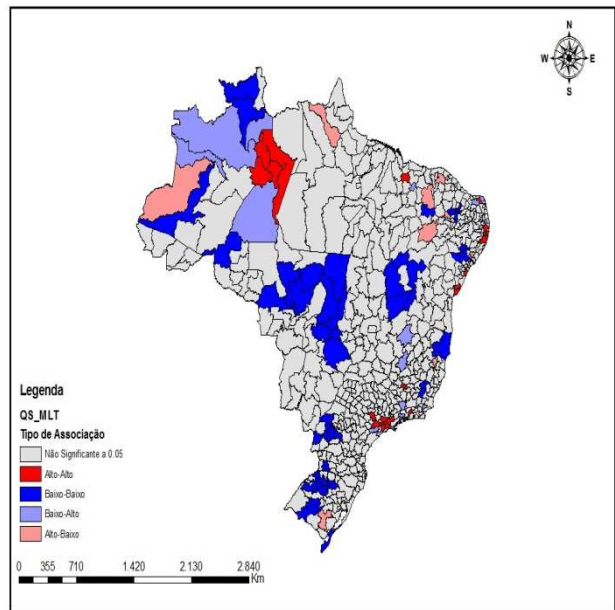 N
W E
S
Legenda
QS_MLT
Tipo de Associação
Não Significante a 0.05
Alto-Alto
Baixo-Baixo
Baixo-Alto
Alto-Baixo
0 355 710 1.420 2.130 2.840
Km